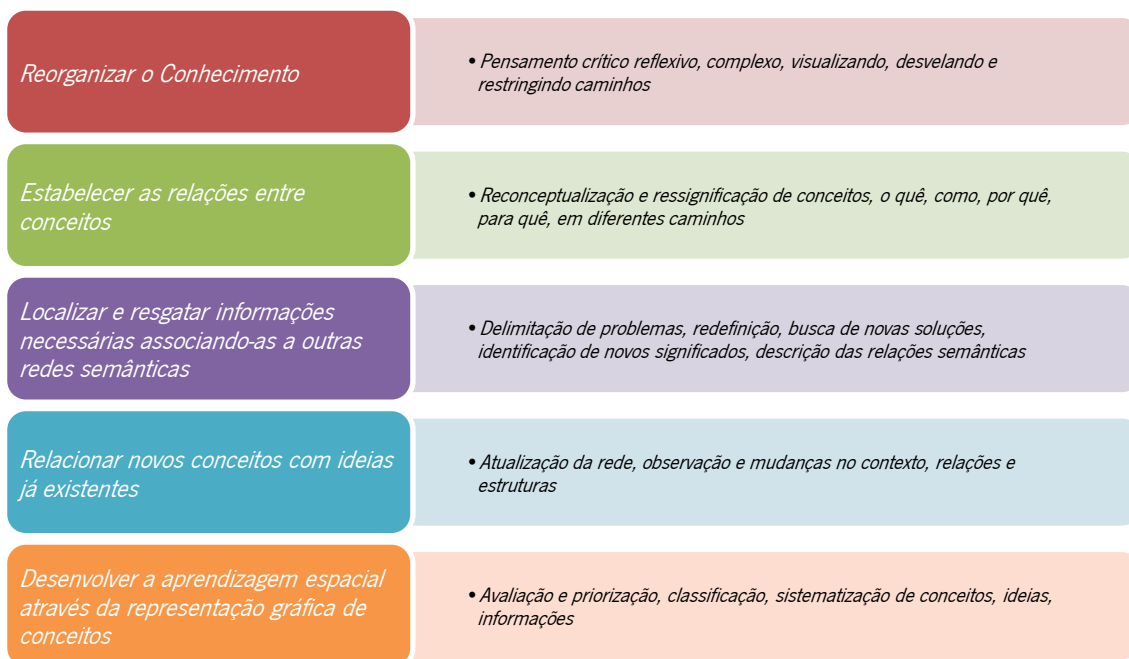 Reorganizar o Conhecimento
• Pensamento crítico reflexivo, complexo, visualizando, desvelando e
restringindo caminhos
Estabelecer as relações entre
conceitos
• Reconceptualização e ressignificação de conceitos, o quê, como, por quê,
para quê, em diferentes caminhos
Localizar e resgatar informações
necessárias associando-as a outras
redes semânticas
• Delimitação de problemas, redefinição, busca de novas soluções,
identificação de novos significados, descrição das relações semânticas
Relacionar novos conceitos com ideias
já existentes
• Atualização da rede, observação e mudanças no contexto, relações e
estruturas
Desenvolver a aprendizagem espacial
através da representação gráfica de
conceitos
• Avaliação e priorização, classificação, sistematização de conceitos, ideias,
informações